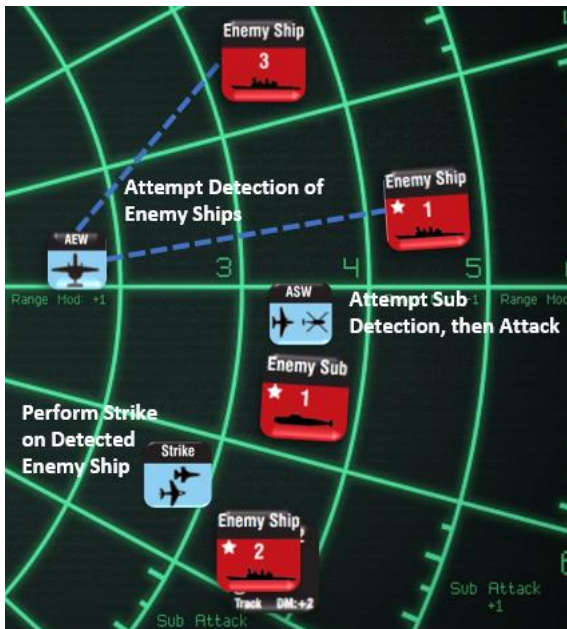 Enemy Ship
3
Attempt Detection of
Enemy Ships
Enemy Ship
1
AEW
3
4
5
Range Mod: +1
ASW
Attempt Sub
Detection, then Attack
-1
Range Mod
Enemy Sub
1
Perform Strike
on Detected
Enemy Ship
Strike
Enemy Ship
2
Track DM:+2
Sub Attack
Sub Attack
+1